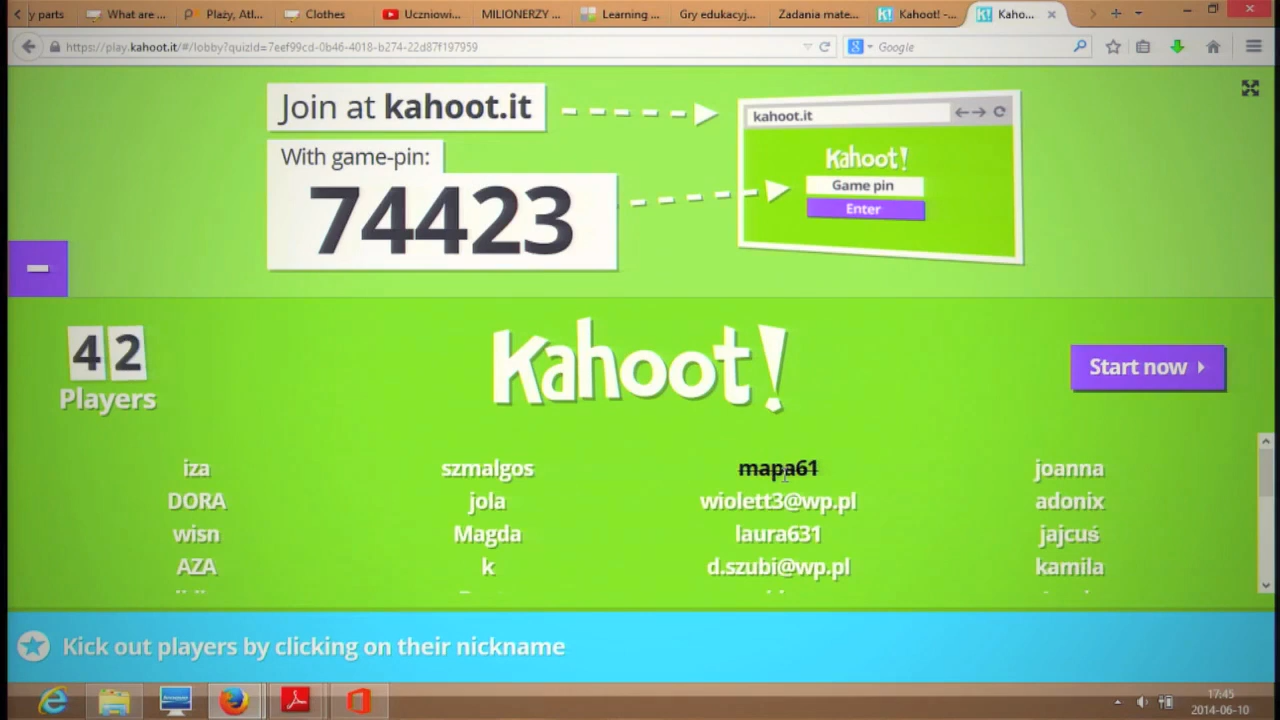 y parts
What are ...
Plaży, Atl...
Clothes
Uczniowi...
MILIONERZY ...
Learning ...
Gry edukacyj...
Zadania mate...
Kahoot! -...
Kaho...
https://play.kahoot.it/#/lobby?quizId=7eef99cd-0b46-4018-b274-22d87f197959
Google
Join at kahoot.it
With game-pin:
74423
kahoot.it
Kahoot!
Game pin
Enter
42
Players
Kahoot!
Start now
iza szmalgos mapa61 joanna
DORA jola wiolett3@wp.pl adonix
wisn Magda laura631 jajcuś
AZA k d.szubi@wp.pl kamila
Kick out players by clicking on their nickname
17:45
2014-06-10